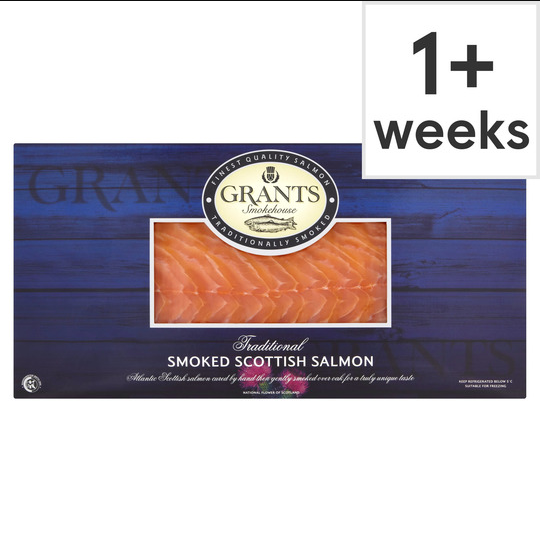 1+
weeks
GRANTS
FINEST QUALITY SALMON
GRANTS
Smokehouse
TRADITIONALLY SMOKED
Traditional
SMOKED SCOTTISH SALMON
Atlantic Scottish salmon cured by hand then gently smoked over oak for a truly unique taste
NATIONAL FLOWER OF SCOTLAND
KEEP REFRIGERATED BELOW 5 C
SUITABLE FOR FREEZING